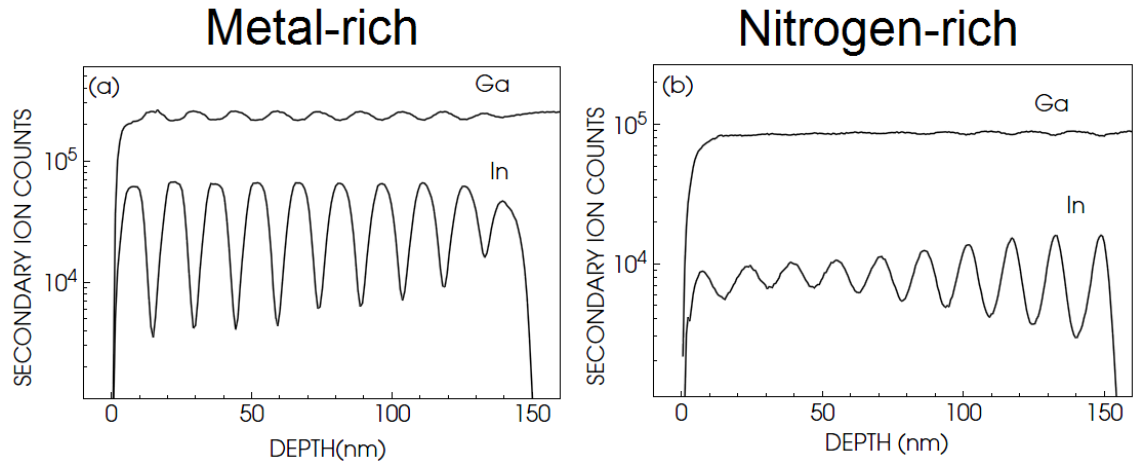 Metal-rich
(a)
Ga
In
SECONDARY ION COUNTS
10^5
10^4
0
50
100
150
DEPTH(nm)
Nitrogen-rich
(b)
Ga
In
SECONDARY ION COUNTS
10^5
10^4
0
50
100
150
DEPTH (nm)